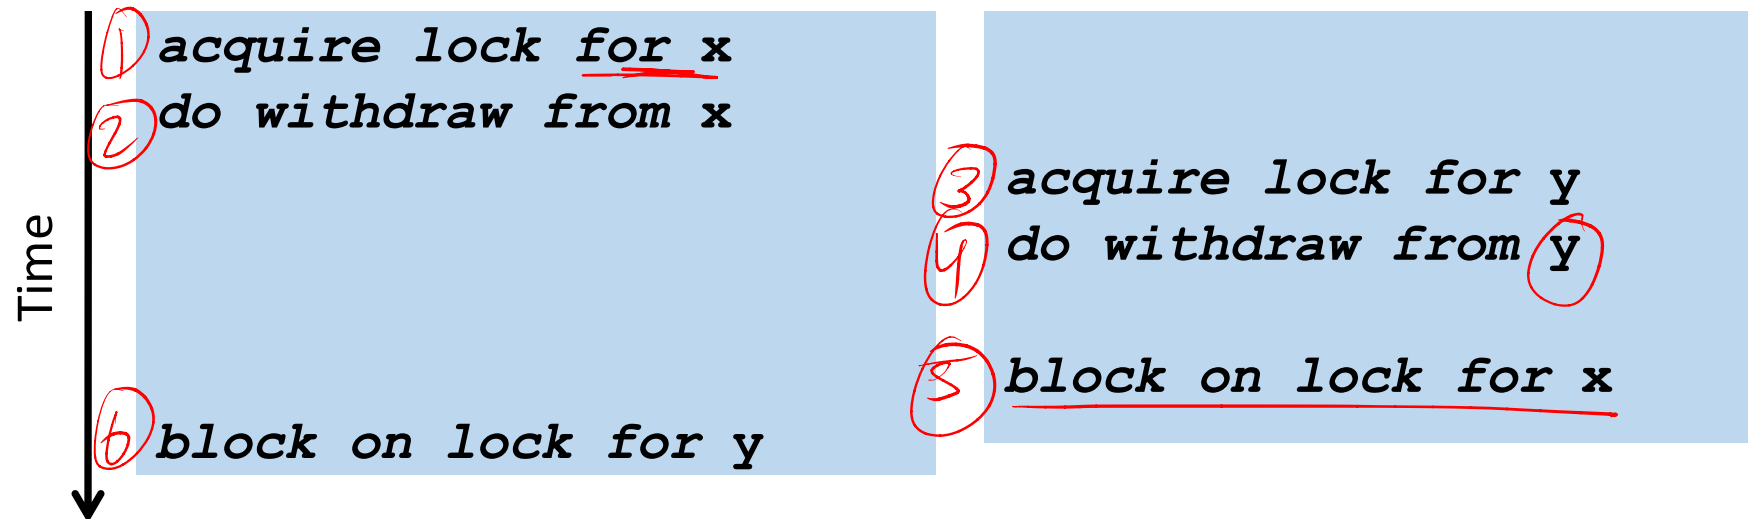 ① acquire lock for x
② do withdraw from x
③ acquire lock for y
④ do withdraw from y
⑤ block on lock for x
⑥ block on lock for y
Time